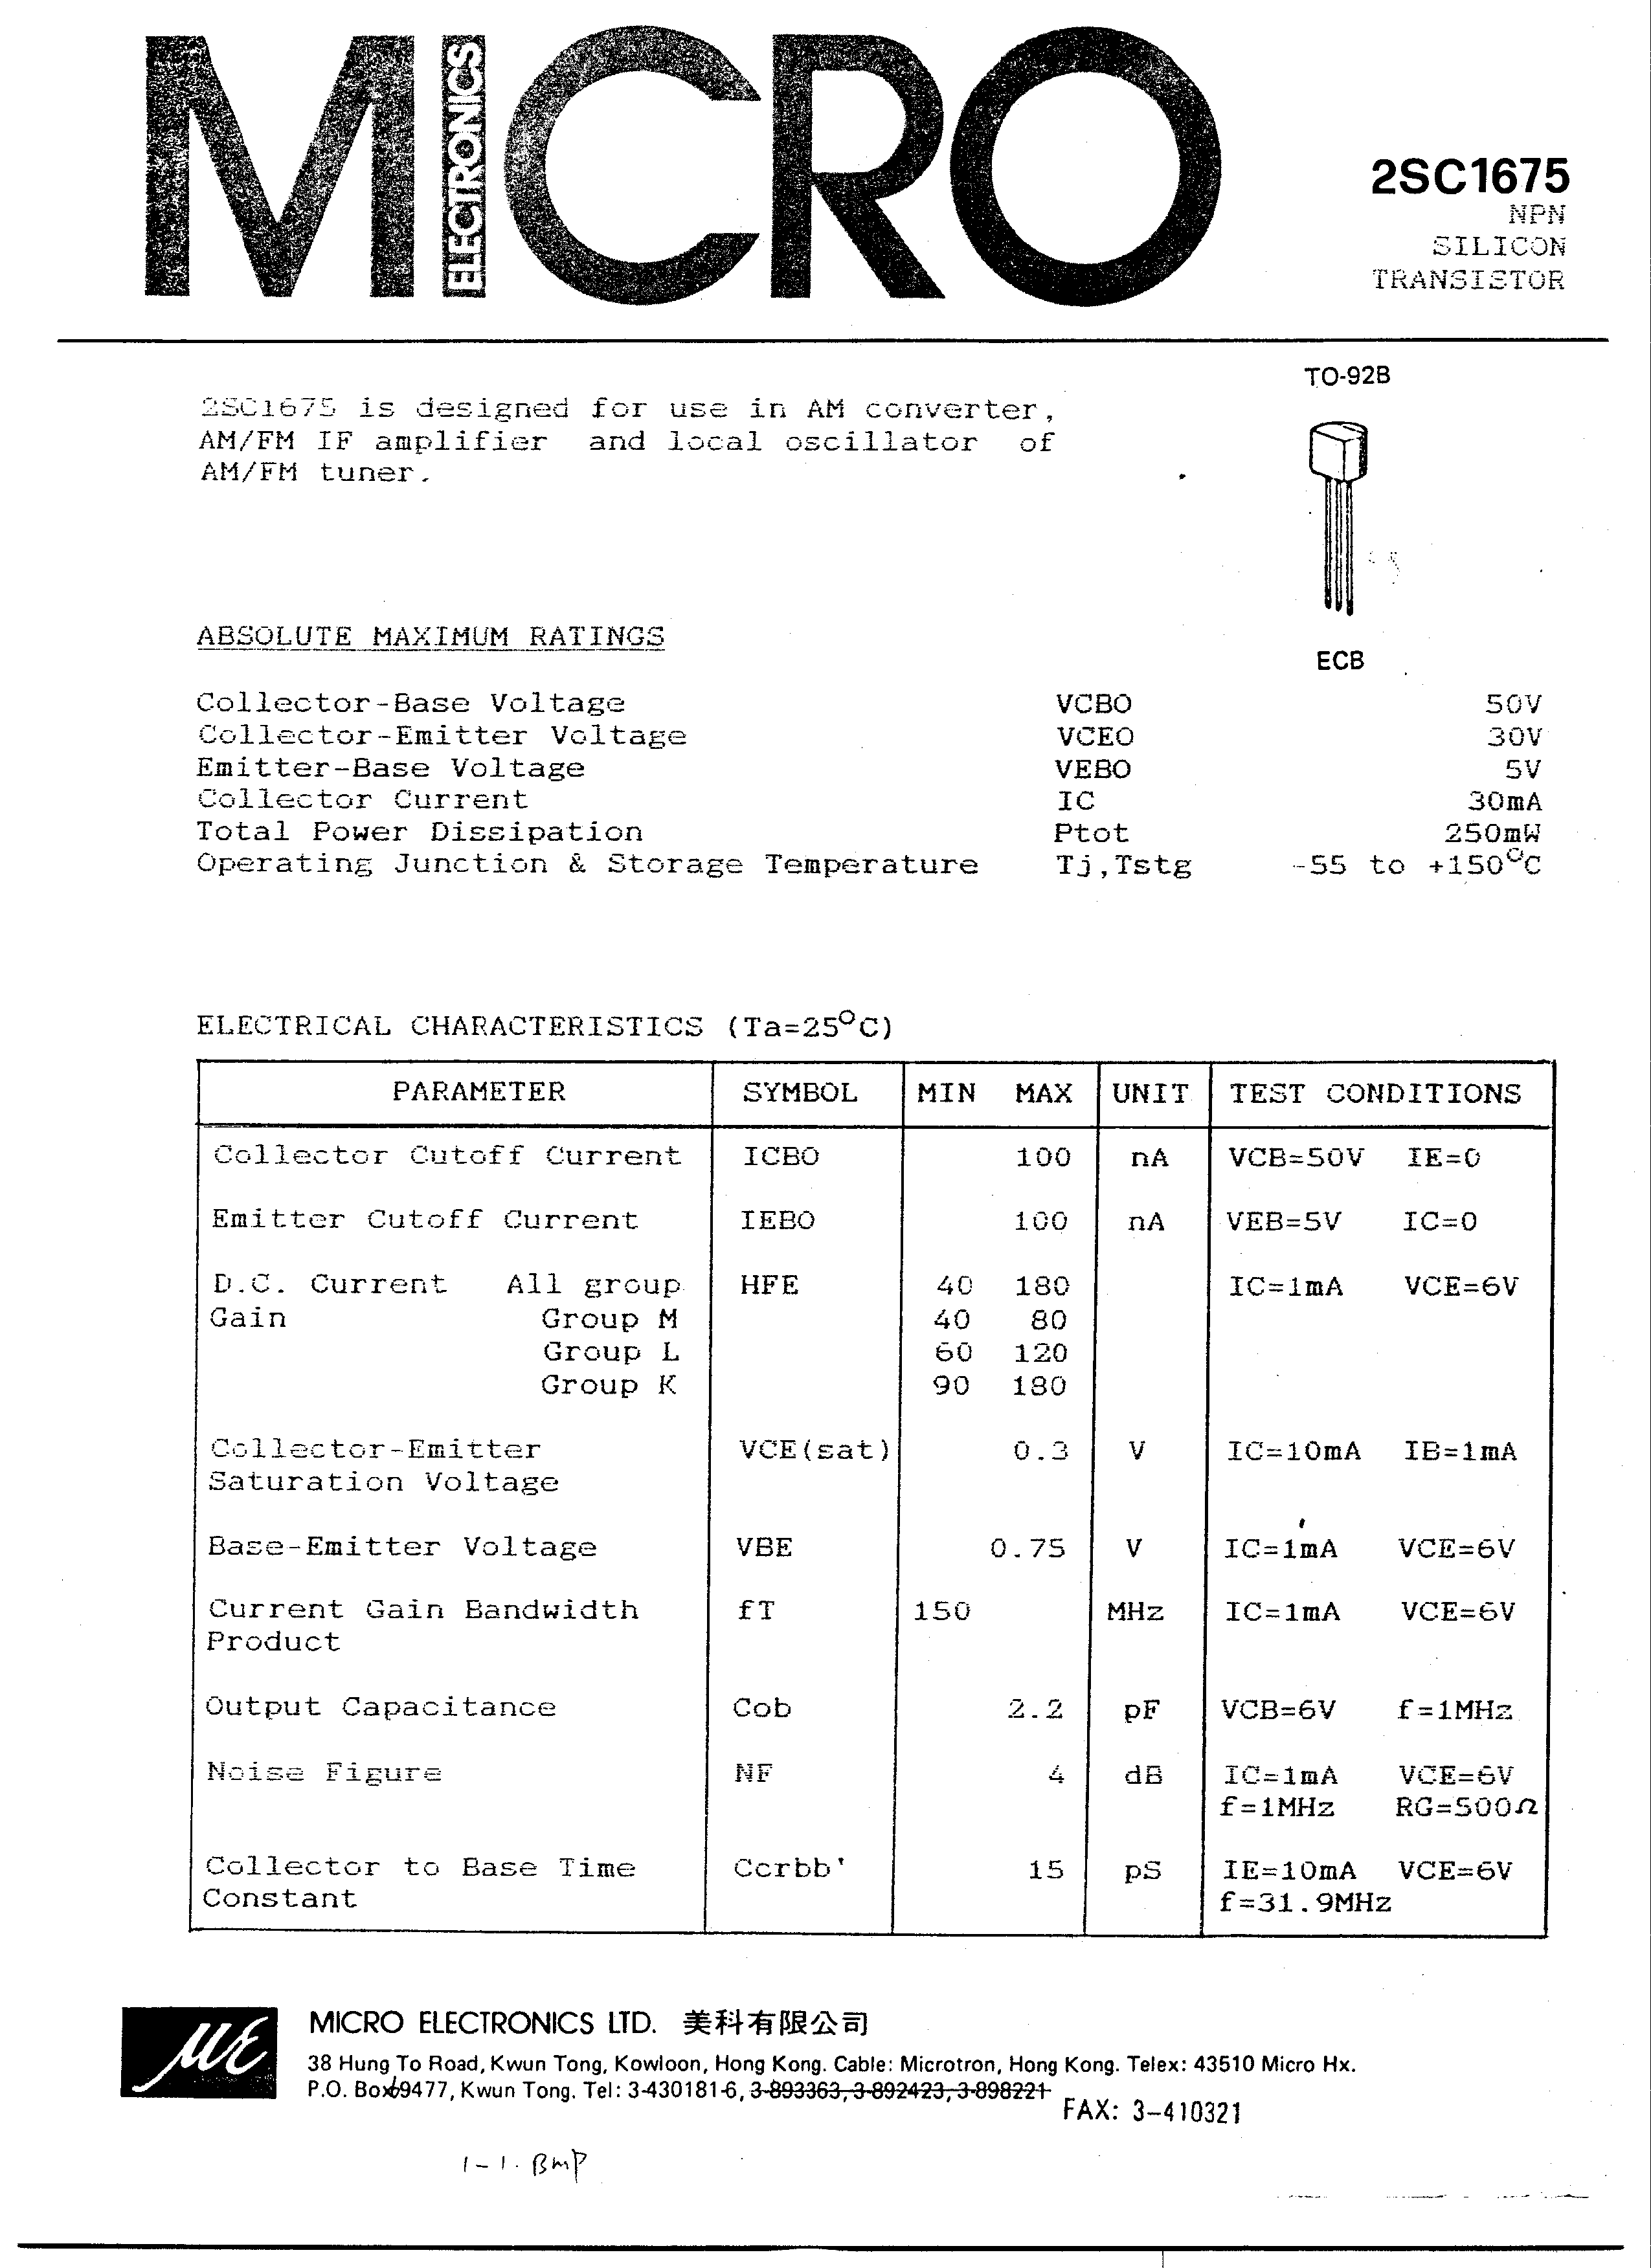 MICRO
ELECTRONICS
2SC1675
NPN
SILICON
TRANSISTOR
TO-92B
2SC1675 is designed for use in AM converter,
AM/FM IF amplifier and local oscillator of
AM/FM tuner.
ECB
ABSOLUTE MAXIMUM RATINGS
Collector-Base Voltage VCBO 50V
Collector-Emitter Voltage VCEO 30V
Emitter-Base Voltage VEBO 5V
Collector Current IC 30mA
Total Power Dissipation Ptot 250mW
Operating Junction & Storage Temperature Tj,Tstg -55 to +150°C
ELECTRICAL CHARACTERISTICS (Ta=25°C)
PARAMETER SYMBOL MIN MAX UNIT TEST CONDITIONS
Collector Cutoff Current ICBO 100 nA VCB=50V IE=0
Emitter Cutoff Current IEBO 100 nA VEB=5V IC=0
D.C. Current All group HFE 40 180 IC=1mA VCE=6V
Gain Group M 40 80
Group L 60 120
Group K 90 180
Collector-Emitter VCE(sat) 0.3 V IC=10mA IB=1mA
Saturation Voltage
Base-Emitter Voltage VBE 0.75 V IC=1mA VCE=6V
Current Gain Bandwidth fT 150 MHz IC=1mA VCE=6V
Product
Output Capacitance Cob 2.2 pF VCB=6V f=1MHz
Noise Figure NF 4 dB IC=1mA VCE=6V
f=1MHz RG=500Ω
Collector to Base Time Ccrbb' 15 pS IE=10mA VCE=6V
Constant f=31.9MHz
μE
MICRO ELECTRONICS LTD. 美科有限公司
38 Hung To Road, Kwun Tong, Kowloon, Hong Kong. Cable: Microtron, Hong Kong. Telex: 43510 Micro Hx.
P.O. Box 69477, Kwun Tong. Tel: 3-430181-6, 3-893363, 3-892423, 3-898221
FAX: 3-410321
1-1.BMP